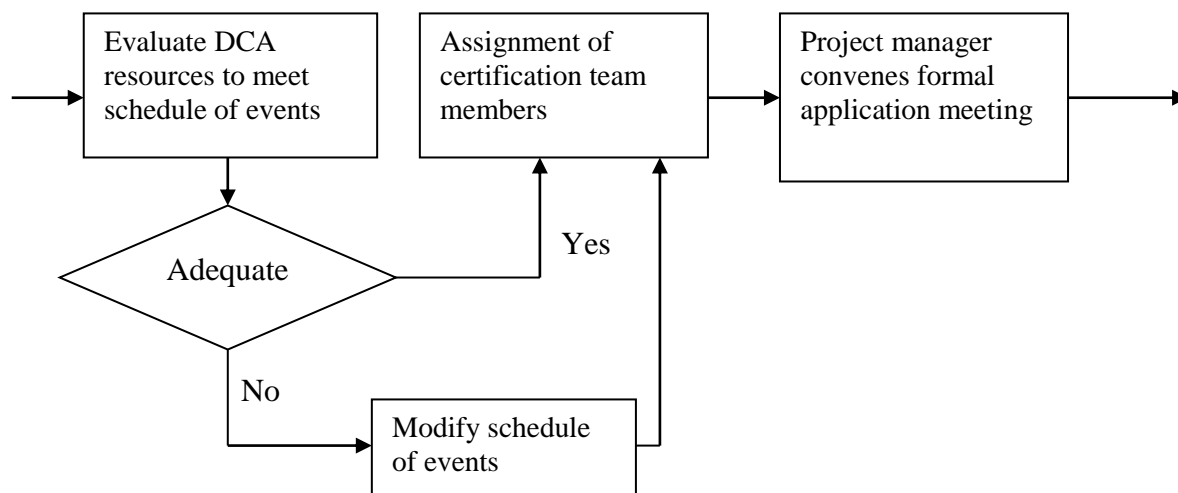 Evaluate DCA
resources to meet
schedule of events
Assignment of
certification team
members
Project manager
convenes formal
application meeting
Adequate
Yes
No
Modify schedule
of events